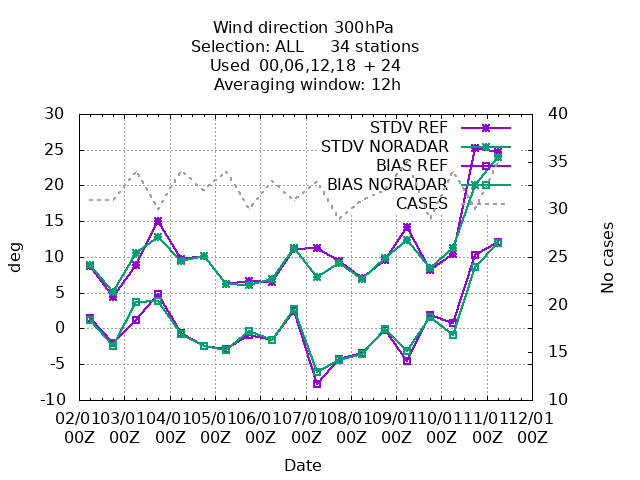 Wind direction 300hPa
Selection: ALL 34 stations
Used 00,06,12,18 + 24
Averaging window: 12h
STDV REF
STDV NORADAR
BIAS REF
BIAS NORADAR
CASES
30
25
20
15
10
5
0
-5
-10
deg
40
35
30
25
20
15
10
No cases
02/01 03/01 04/01 05/01 06/01 07/01 08/01 09/01 10/01 11/01 12/01
00Z 00Z 00Z 00Z 00Z 00Z 00Z 00Z 00Z 00Z 00Z
Date